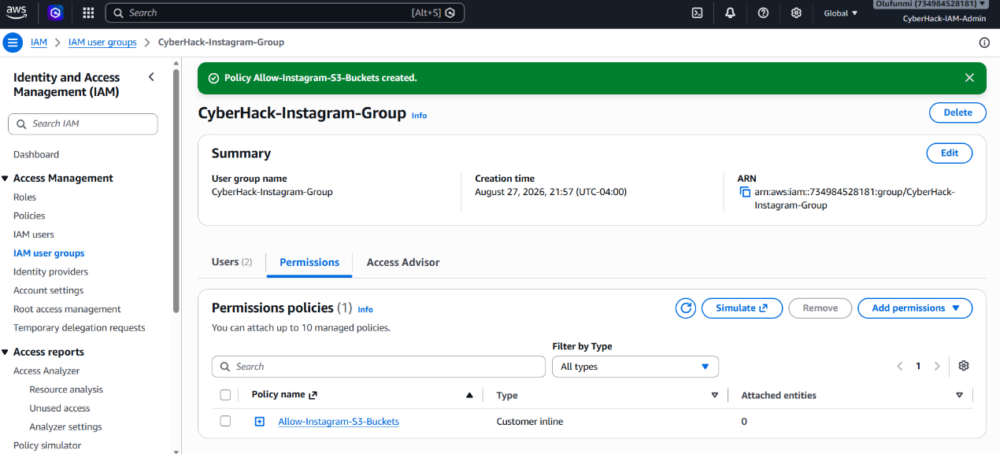 aws
Search
[Alt+S]
Global
Olufunmi (734984528181)
CyberHack-IAM-Admin
IAM
IAM user groups
CyberHack-Instagram-Group
Identity and Access
Management (IAM)
Search IAM
Dashboard
Access Management
Roles
Policies
IAM users
IAM user groups
Identity providers
Account settings
Root access management
Temporary delegation requests
Access reports
Access Analyzer
Resource analysis
Unused access
Analyzer settings
Policy simulator
Policy Allow-Instagram-S3-Buckets created.
CyberHack-Instagram-Group Info
Delete
Summary
Edit
User group name
CyberHack-Instagram-Group
Creation time
August 27, 2026, 21:57 (UTC-04:00)
ARN
arn:aws:iam::734984528181:group/CyberHack-
Instagram-Group
Users (2)
Permissions
Access Advisor
Permissions policies (1) Info
You can attach up to 10 managed policies.
Simulate
Remove
Add permissions
Filter by Type
Search
All types
1
Policy name
Type
Attached entities
Allow-Instagram-S3-Buckets
Customer inline
0